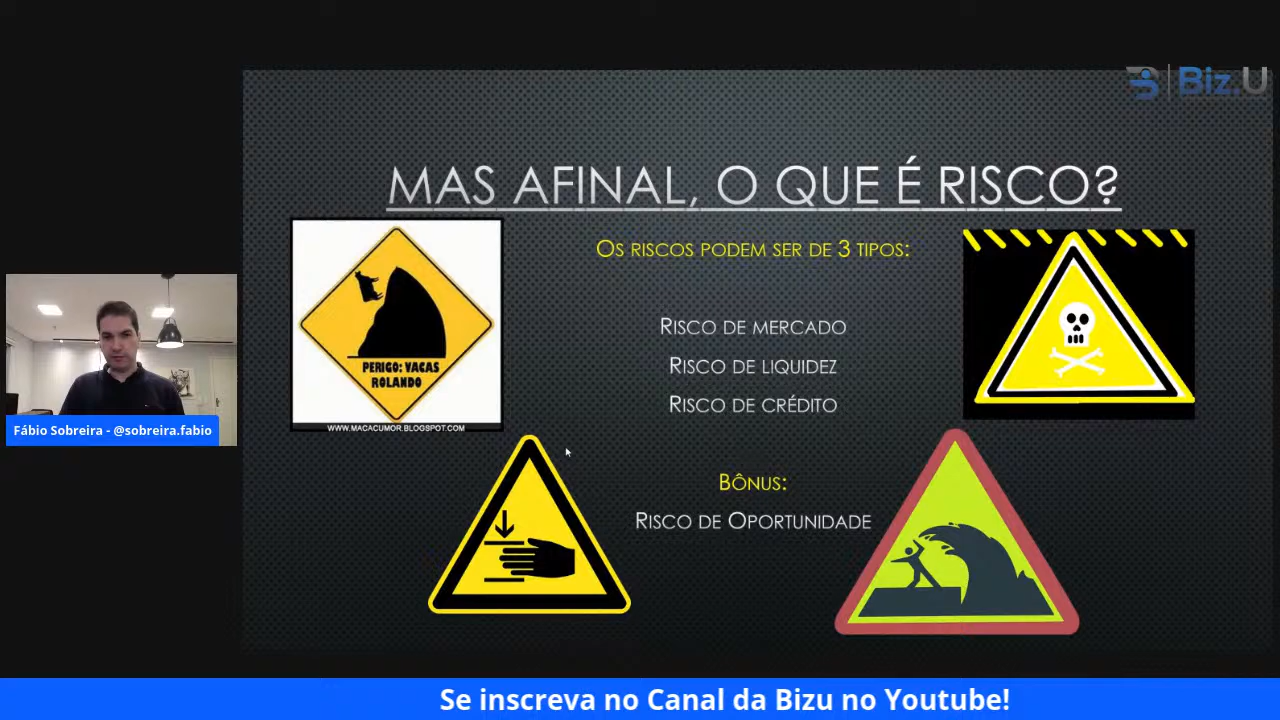 Biz.U
MAS AFINAL, O QUE É RISCO?
OS RISCOS PODEM SER DE 3 TIPOS:
RISCO DE MERCADO
RISCO DE LIQUIDEZ
RISCO DE CRÉDITO
PERIGO: VACAS
ROLANDO
WWW.MACACUMOR.BLOGSPOT.COM
BÔNUS:
RISCO DE OPORTUNIDADE
Fábio Sobreira - @sobreira.fabio
Se inscreva no Canal da Bizu no Youtube!